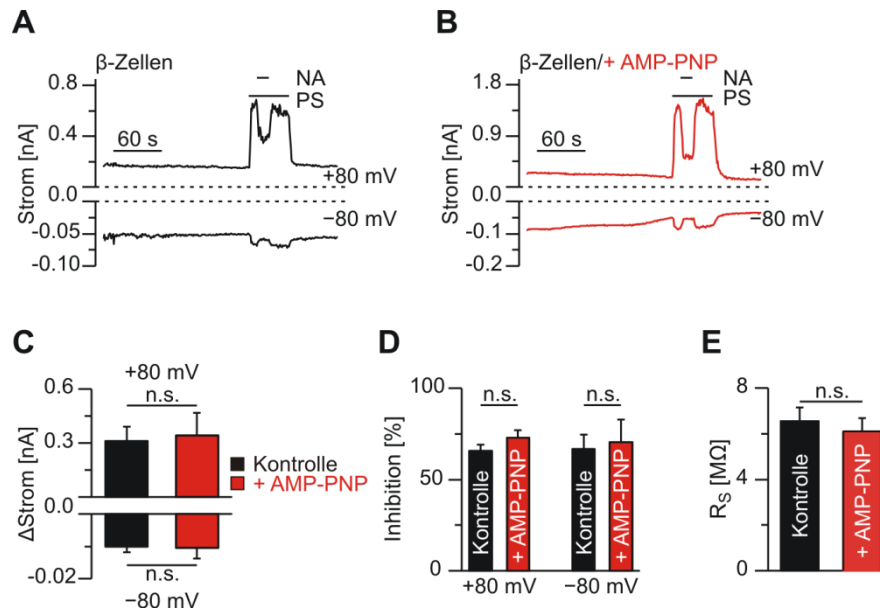 A
β-Zellen
0.8
0.4
0.0
-0.05
-0.10
Strom [nA]
60 s
NA
PS
+80 mV
−80 mV
B
β-Zellen/+ AMP-PNP
1.8
0.9
0.0
-0.1
-0.2
Strom [nA]
60 s
NA
PS
+80 mV
−80 mV
C
+80 mV
n.s.
0.6
0.3
0.0
-0.02
ΔStrom [nA]
Kontrolle
+ AMP-PNP
n.s.
−80 mV
D
100
50
0
Inhibition [%]
n.s.
n.s.
Kontrolle
+ AMP-PNP
Kontrolle
+ AMP-PNP
+80 mV
−80 mV
E
8
4
0
RS [MΩ]
n.s.
Kontrolle
+ AMP-PNP